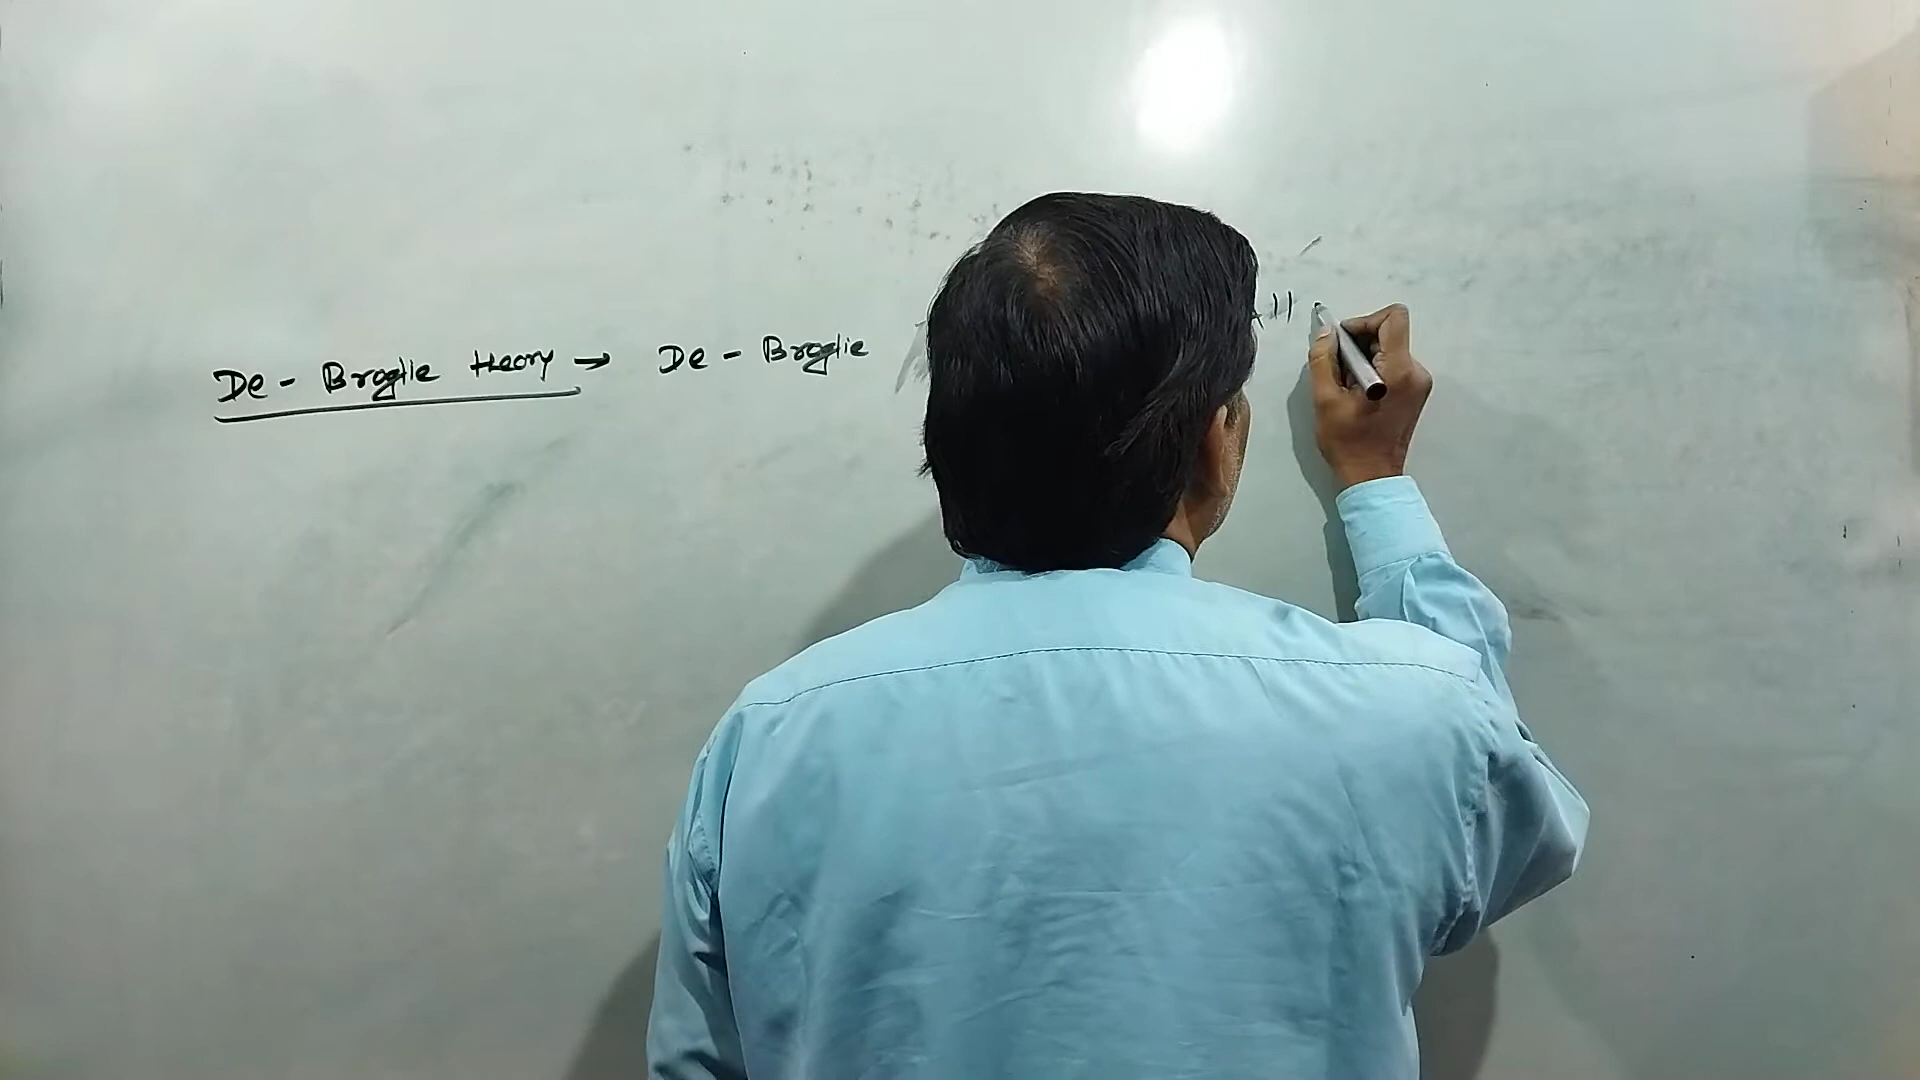 De - Broglie theory → De - Broglie